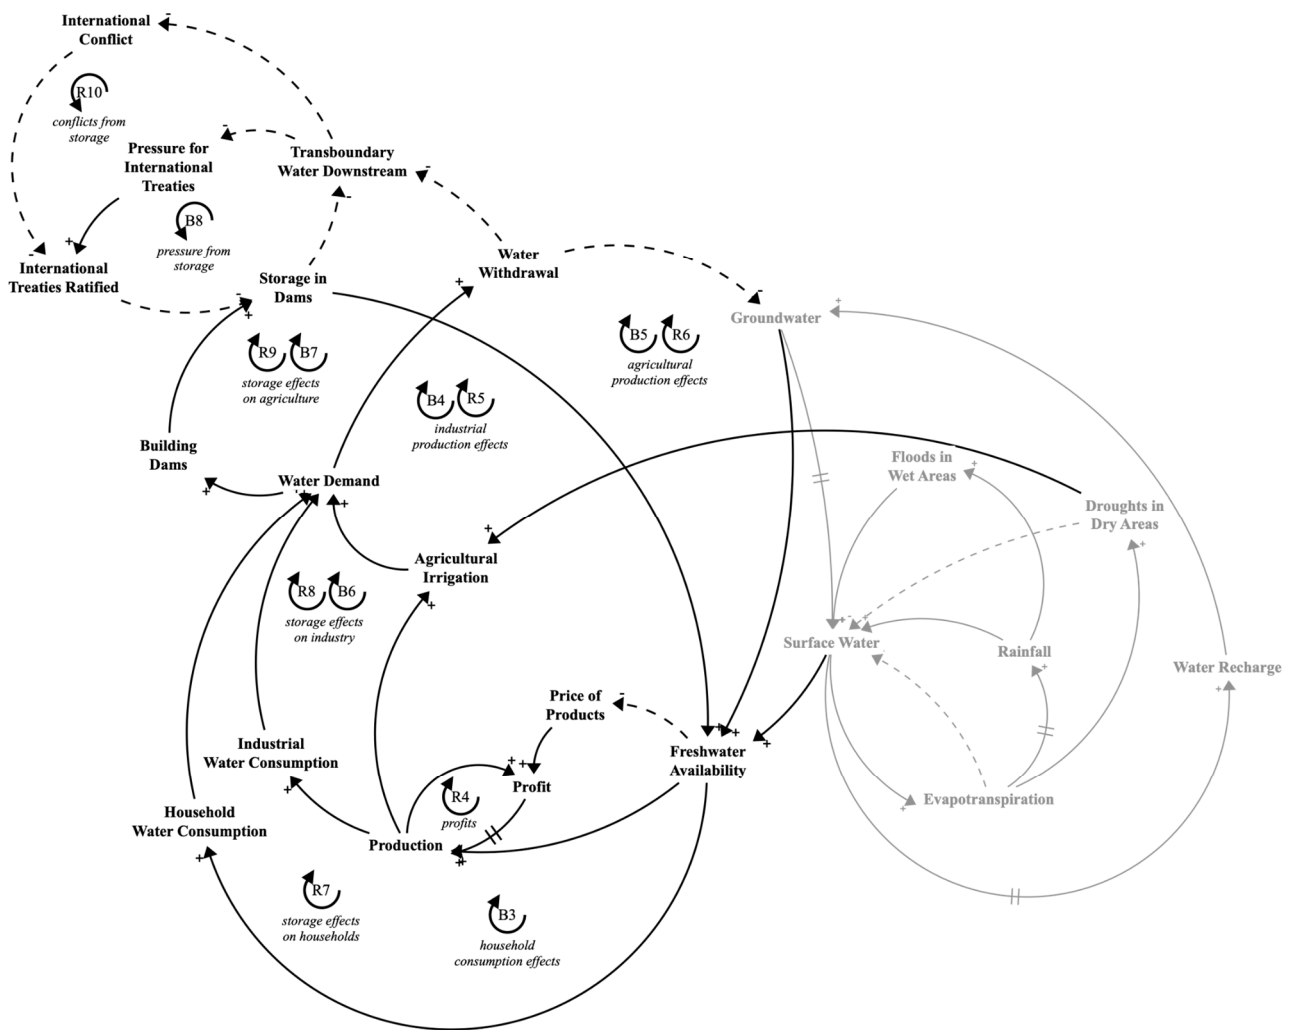 International
Conflict
R10
conflicts from
storage
Pressure for
International
Treaties
Transboundary
Water Downstream
B8
pressure from
storage
International
Treaties Ratified
Storage in
Dams
Water
Withdrawal
Groundwater
R9 B7
storage effects
on agriculture
B5 R6
agricultural
production effects
B4 R5
industrial
production effects
Building
Dams
Water Demand
Floods in
Wet Areas
Droughts in
Dry Areas
Agricultural
Irrigation
R8 B6
storage effects
on industry
Surface Water
Rainfall
Water Recharge
Price of
Products
Industrial
Water Consumption
Freshwater
Availability
Profit
R4
profits
Evapotranspiration
Household
Water Consumption
Production
R7
storage effects
on households
B3
household
consumption effects